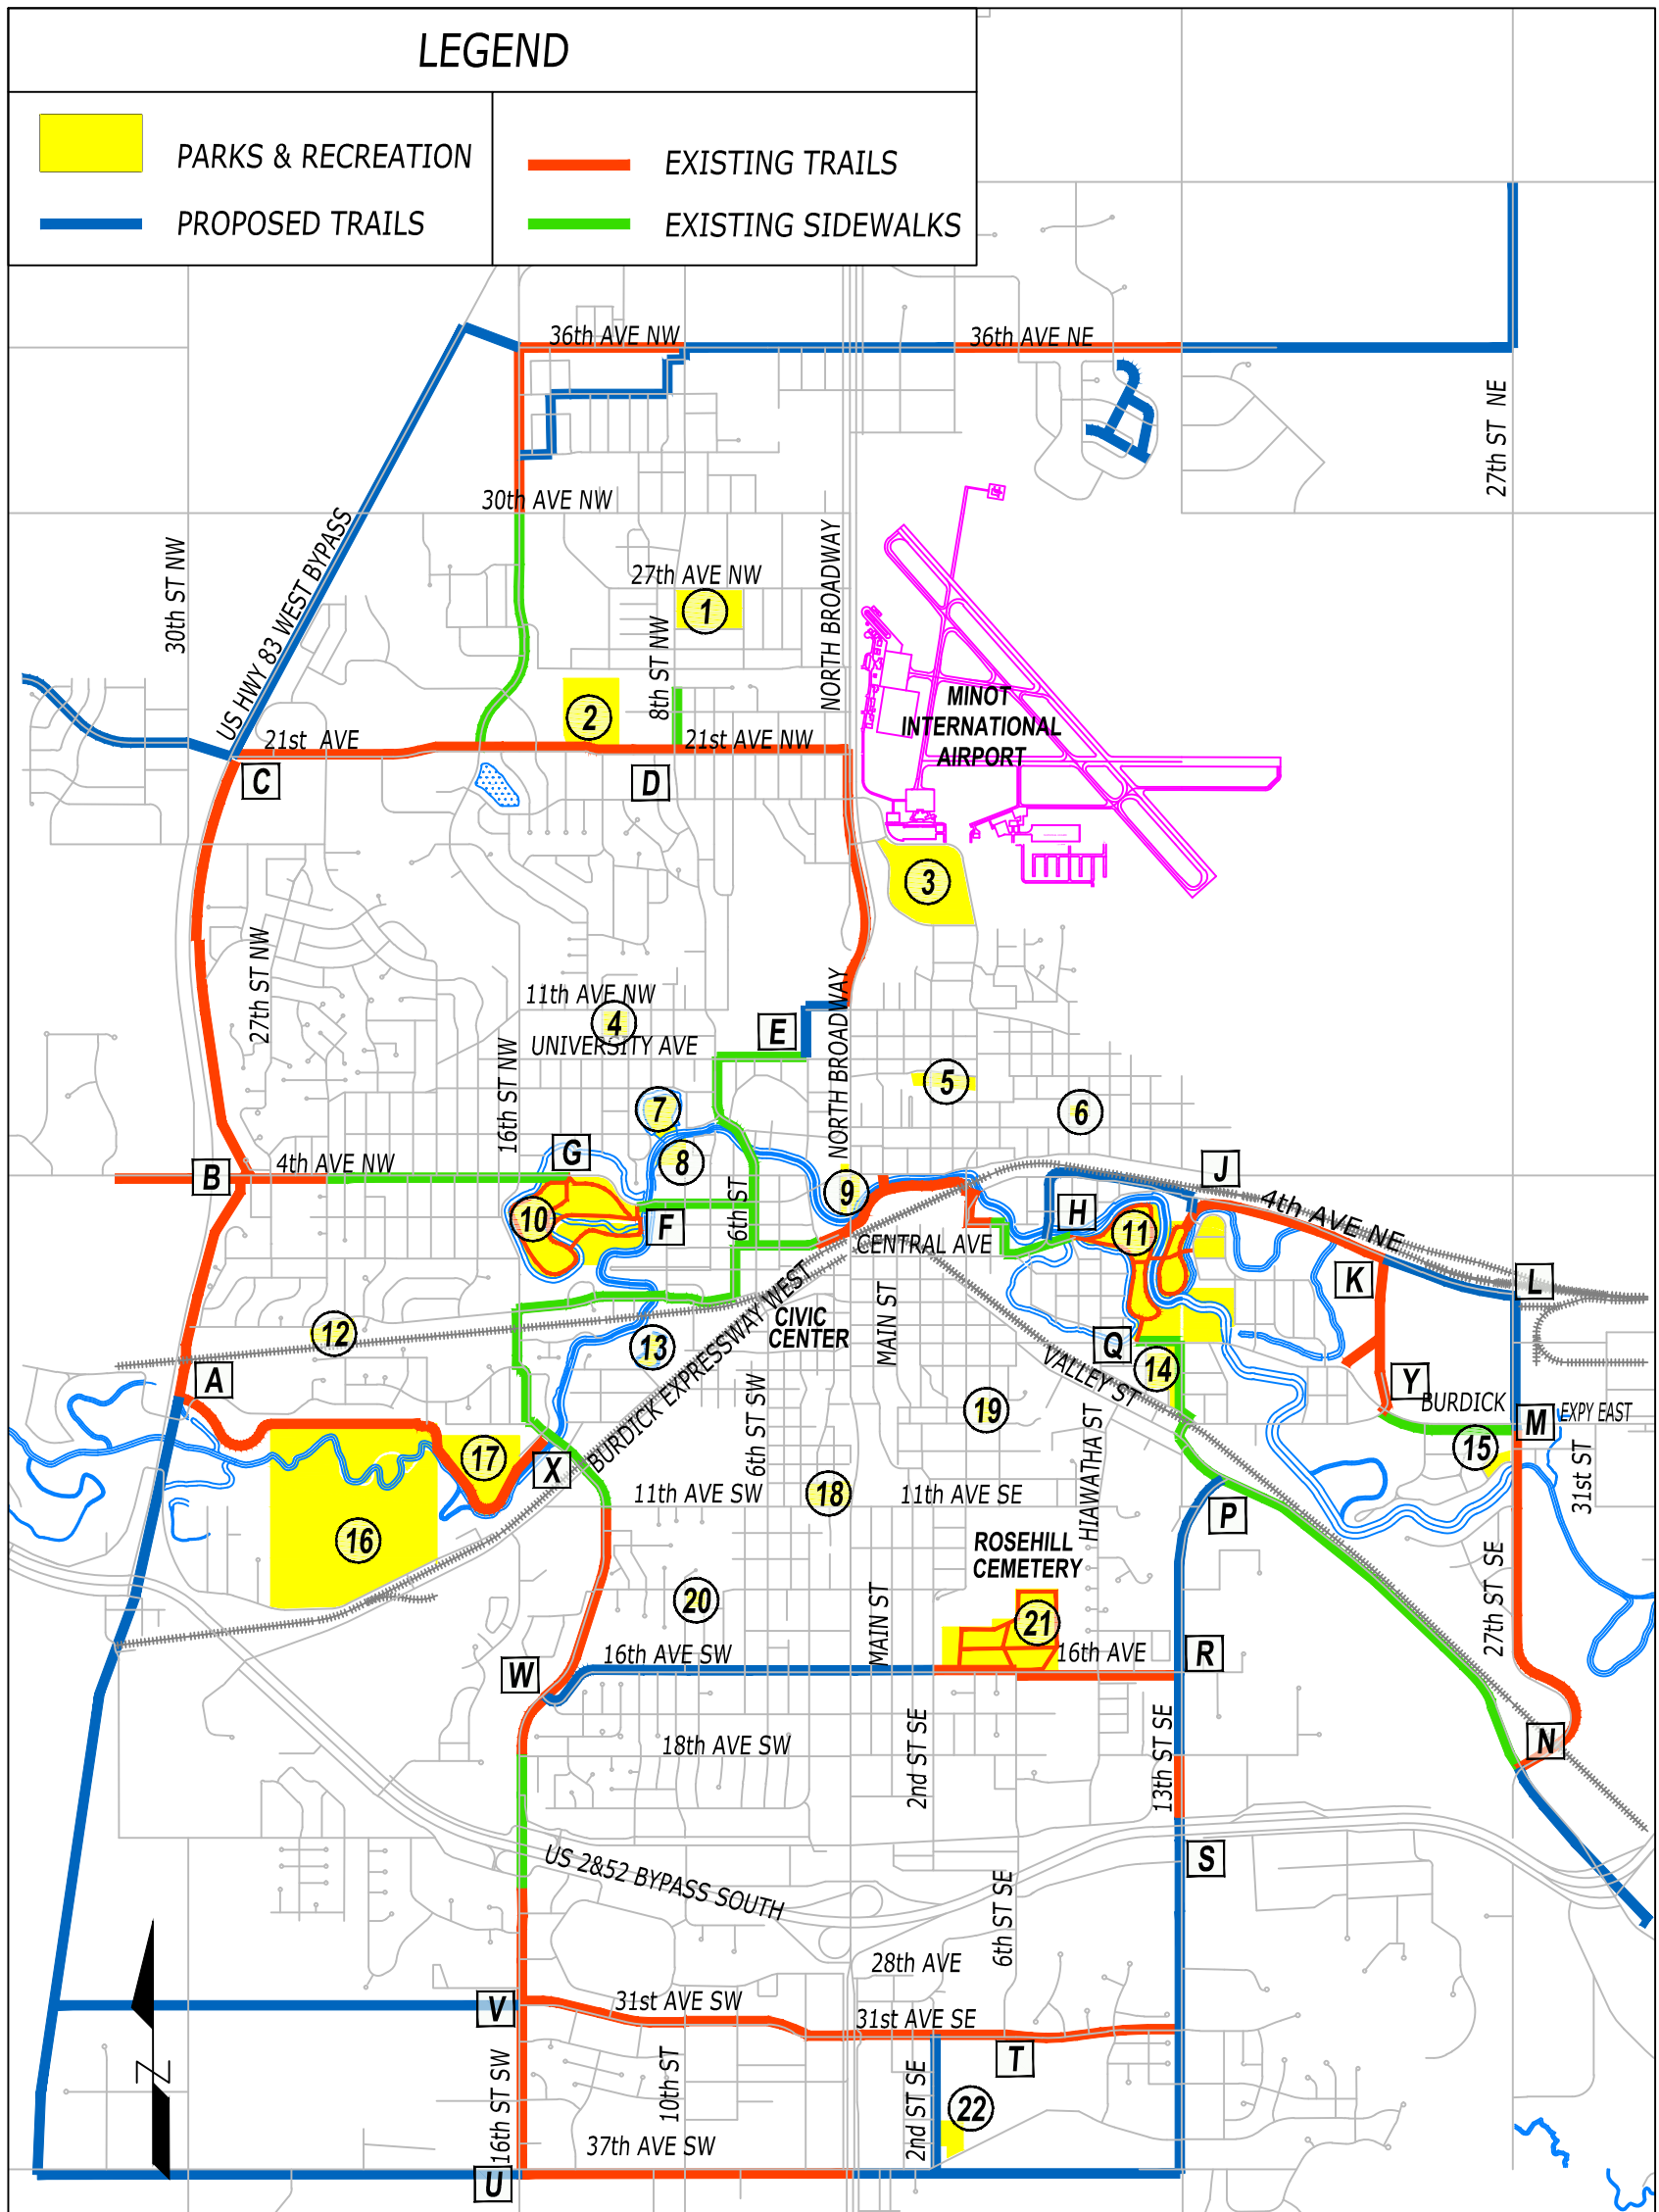 LEGEND
PARKS & RECREATION
EXISTING TRAILS
PROPOSED TRAILS
EXISTING SIDEWALKS
36th AVE NW
36th AVE NE
27th ST NE
30th AVE NW
30th ST NW
US HWY 83 WEST BYPASS
27th AVE NW
1
8th ST NW
NORTH BROADWAY
2
MINOT
INTERNATIONAL
AIRPORT
21st AVE
21st AVE NW
C
D
3
27th ST NW
11th AVE NW
4
UNIVERSITY AVE
E
NORTH BROADWAY
16th ST NW
5
6
7
8
G
B
4th AVE NW
J
9
10
F
6th ST
H
11
4th AVE NE
CENTRAL AVE
K
L
BURDICK EXPRESSWAY WEST
CIVIC
CENTER
MAIN ST
12
13
Q
VALLEY ST
14
A
Y
BURDICK
EXPY EAST
M
6th ST SW
19
HIAWATHA ST
15
31st ST
17
X
16
11th AVE SW
18
11th AVE SE
P
ROSEHILL
CEMETERY
27th ST SE
20
21
MAIN ST
16th AVE SW
16th AVE
R
W
18th AVE SW
2nd ST SE
13th ST SE
N
US 2&52 BYPASS SOUTH
S
6th ST SE
28th AVE
V
31st AVE SW
31st AVE SE
T
16th ST SW
10th ST
2nd ST SE
22
37th AVE SW
U
N